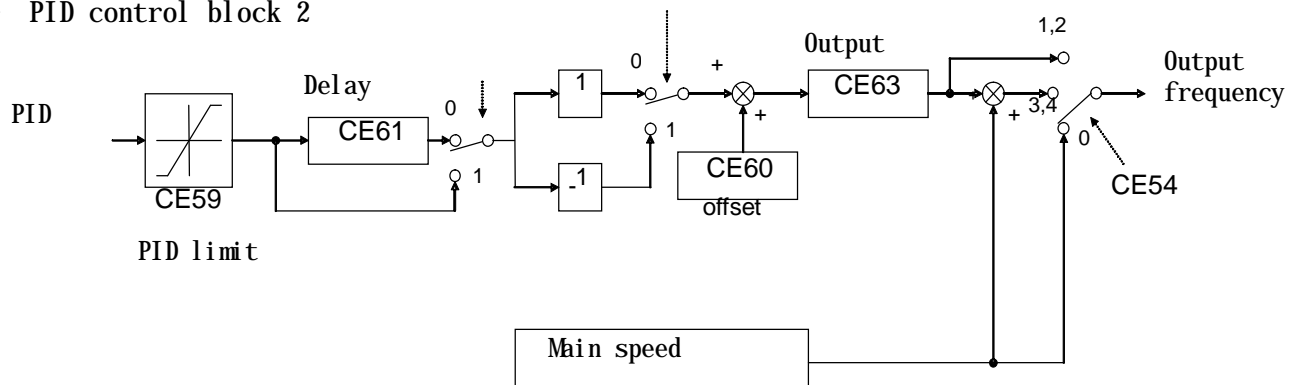 PID control block 2
PID
CE59
PID limit
Delay
CE61
0
1
1
-1
0
1
+
+
CE60
offset
Output
CE63
+
1,2
3,4
0
Output
frequency
CE54
Main speed